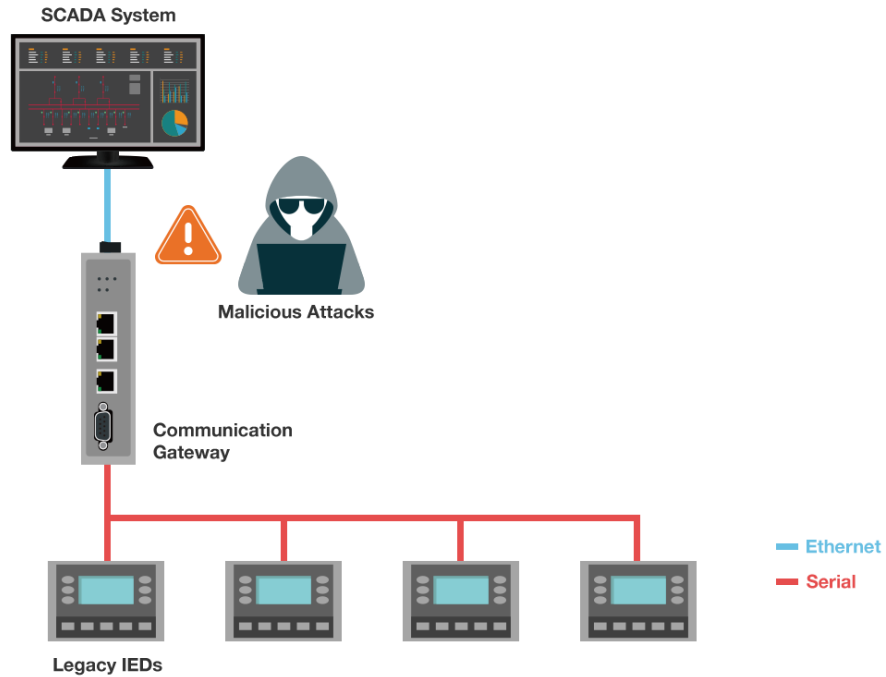 SCADA System
Malicious Attacks
Communication
Gateway
Ethernet
Serial
Legacy IEDs